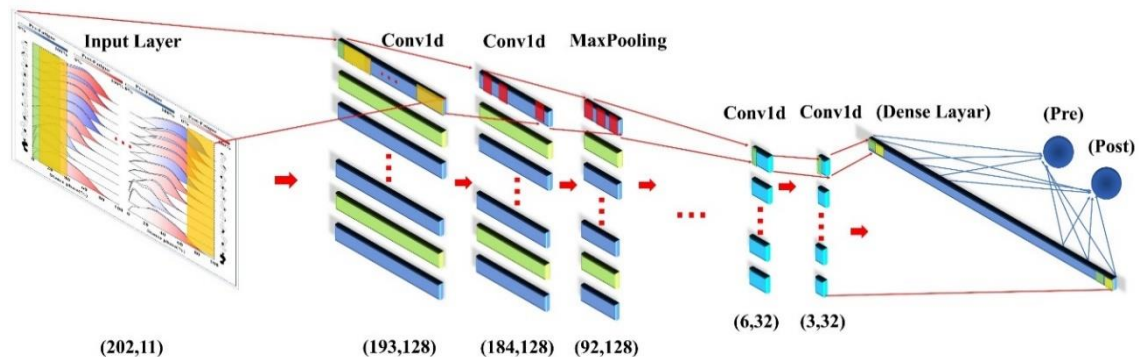 Input Layer
Conv1d
Conv1d
MaxPooling
Conv1d
Conv1d
(Dense Layar)
(Pre)
(Post)
(202,11)
(193,128)
(184,128)
(92,128)
(6,32)
(3,32)